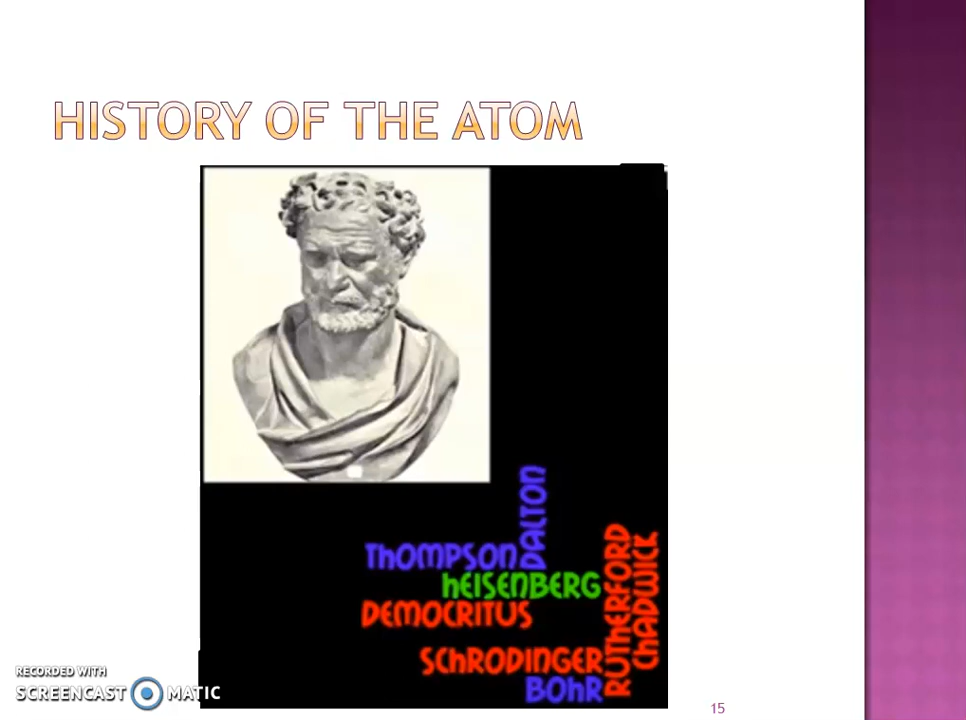 HISTORY OF THE ATOM
DALTON
ThOMPSON
hEISENBERG
DEMOCRITUS
RUTHERFORD
ChADWICK
SChRODINGER
BOhR
RECORDED WITH
SCREENCAST MATIC
15